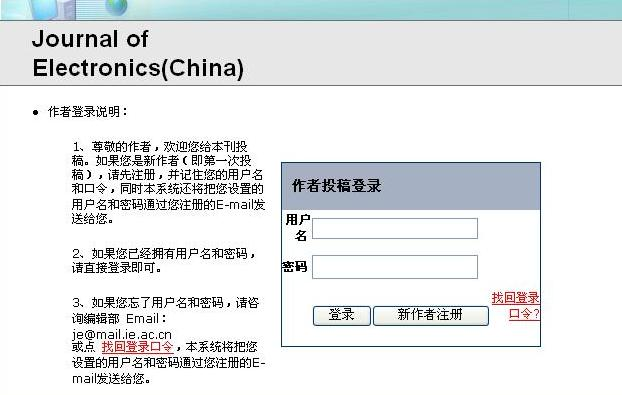 Journal of
Electronics(China)
作者登录说明：
1、尊敬的作者，欢迎您给本刊投
稿。如果您是新作者（即第一次投
稿），请先注册，并记住您的用户名
和口令，同时本系统还将把您设置的
用户名和密码通过您注册的E-mail发
送给您。
2、如果您已经拥有用户名和密码，
请直接登录即可。
3、如果您忘了用户名和密码，请咨
询编辑部 Email：
je@mail.ie.ac.cn
或点 找回登录口令，本系统将把您
设置的用户名和密码通过您注册的E-
mail发送给您。
作者投稿登录
用户
名
密码
登录
新作者注册
找回登录
口令?